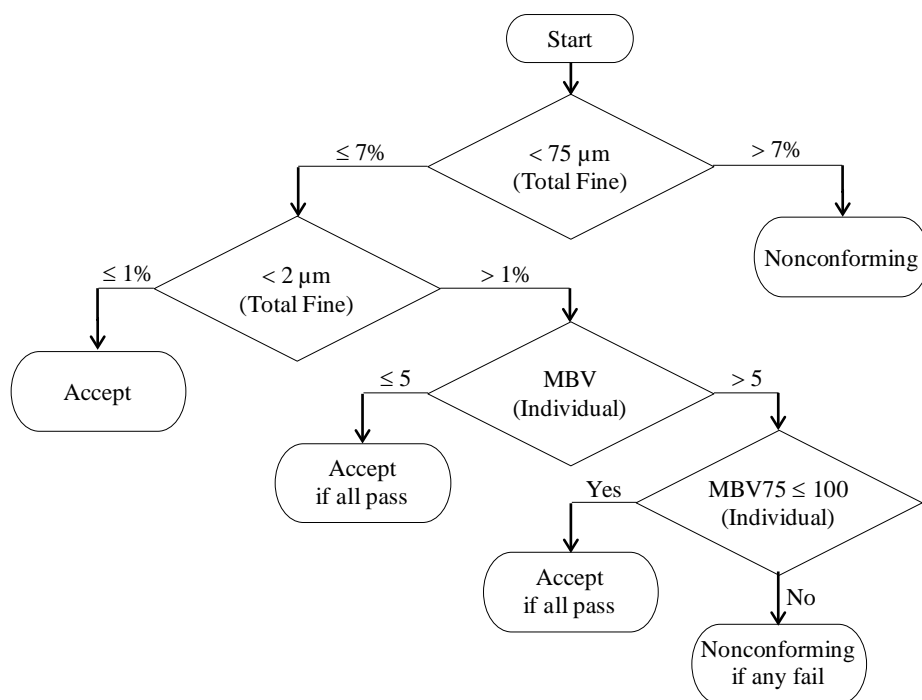 Start
≤ 7%
< 75 µm
(Total Fine)
> 7%
Nonconforming
≤ 1%
< 2 µm
(Total Fine)
> 1%
Accept
≤ 5
MBV
(Individual)
> 5
Accept
if all pass
Yes
MBV75 ≤ 100
(Individual)
Accept
if all pass
No
Nonconforming
if any fail